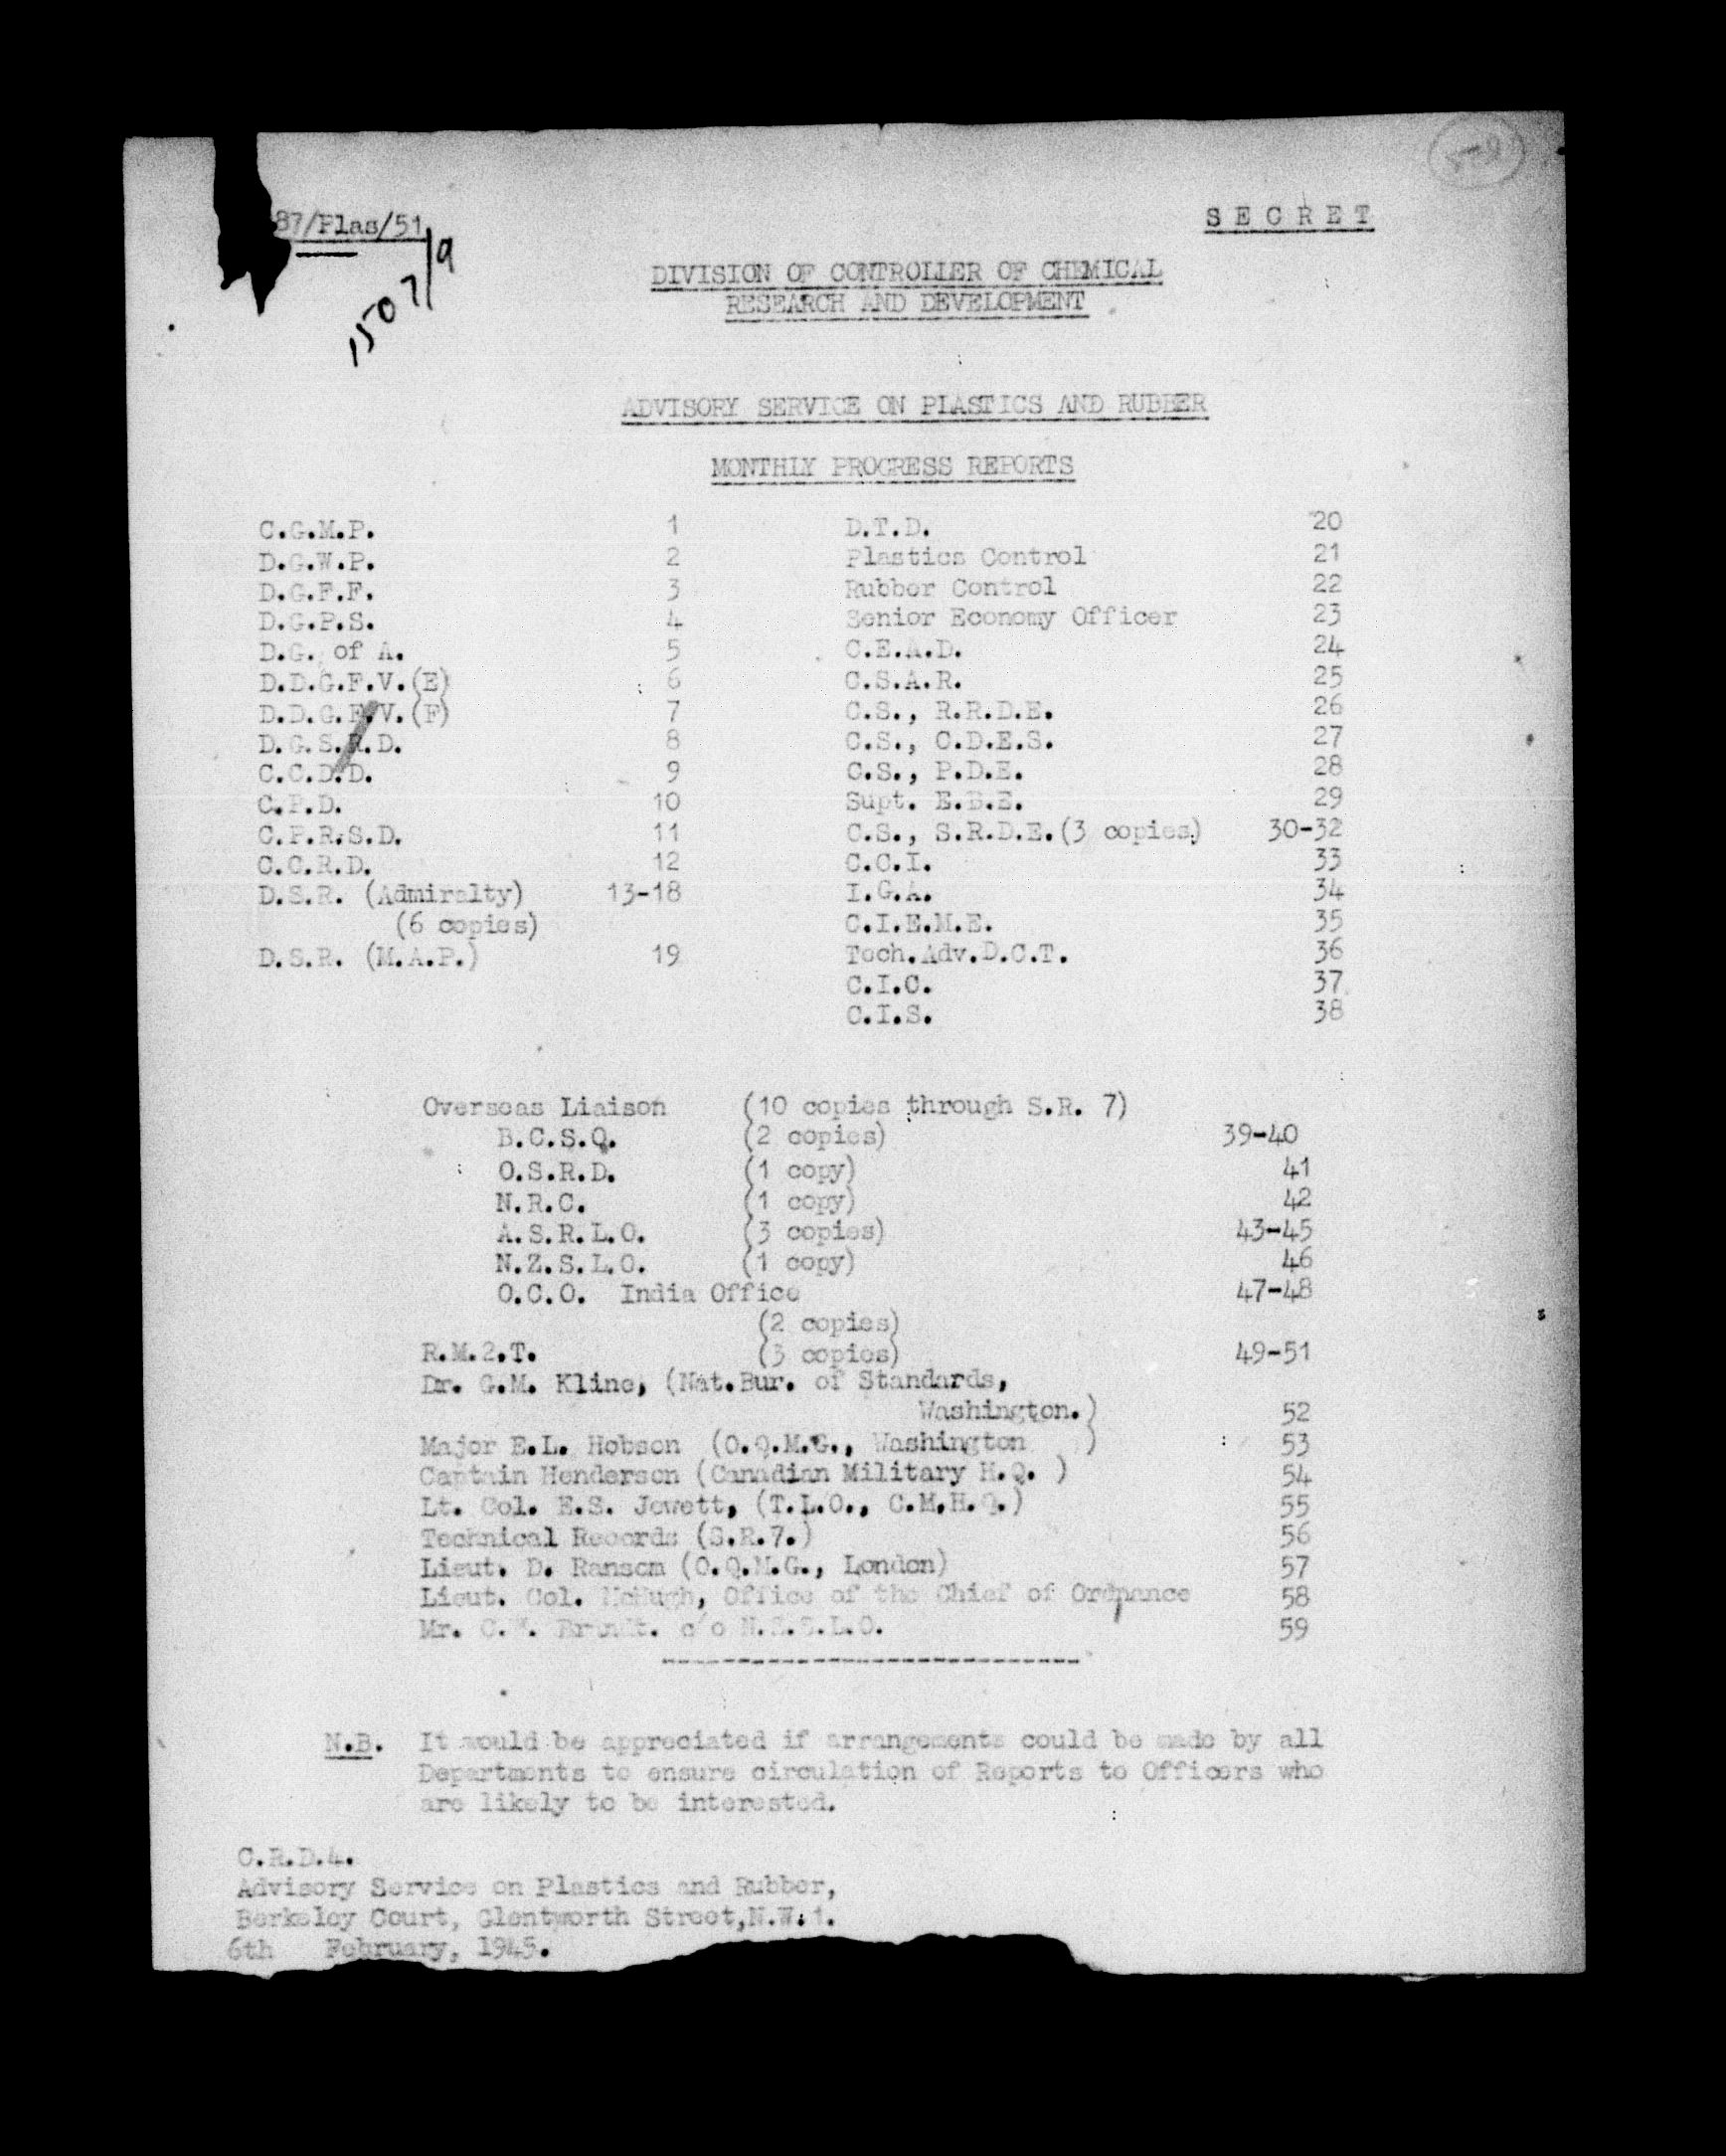 87/Plas/51
1507/9
S E C R E T
DIVISION OF CONTROLLER OF CHEMICAL
RESEARCH AND DEVELOPMENT
ADVISORY SERVICE ON PLASTICS AND RUBBER
MONTHLY PROGRESS REPORTS
C.G.M.P. 1
D.G.W.P. 2
D.G.F.F. 3
D.G.P.S. 4
D.G. of A. 5
D.D.G.F.V.(E) 6
D.D.G.F.V.(F) 7
D.G.S.R.D. 8
C.C.D.D. 9
C.P.D. 10
C.P.R.S.D. 11
C.C.R.D. 12
D.S.R. (Admiralty) 13-18
(6 copies)
D.S.R. (M.A.P.) 19
D.T.D. 20
Plastics Control 21
Rubber Control 22
Senior Economy Officer 23
C.E.A.D. 24
C.S.A.R. 25
C.S., R.R.D.E. 26
C.S., C.D.E.S. 27
C.S., P.D.E. 28
Supt. E.B.E. 29
C.S., S.R.D.E.(3 copies) 30-32
C.C.I. 33
I.G.A. 34
C.I.E.M.E. 35
Tech.Adv.D.C.T. 36
C.I.C. 37
C.I.S. 38
Overseas Liaison (10 copies through S.R. 7)
B.C.S.O. (2 copies) 39-40
O.S.R.D. (1 copy) 41
N.R.C. (1 copy) 42
A.S.R.L.O. (3 copies) 43-45
N.Z.S.L.O. (1 copy) 46
O.C.O. India Office 47-48
(2 copies)
R.M.2.T. (3 copies) 49-51
Dr. G.M. Kline, (Nat.Bur. of Standards,
Washington.) 52
Major E.L. Hobson (O.Q.M.G., Washington ) 53
Captain Henderson (Canadian Military H.Q. ) 54
Lt. Col. E.S. Jewett, (T.L.O., C.M.H.Q.) 55
Technical Records (S.R.7.) 56
Lieut. D. Ransom (O.Q.M.G., London) 57
Lieut. Col. McHugh, Office of the Chief of Ordnance 58
Mr. c/o 59
N.B. It would be appreciated if arrangements could be made by all
Departments to ensure circulation of Reports to Officers who
are likely to be interested.
C.R.D.4.
Advisory Service on Plastics and Rubber,
Berkeley Court, Glentworth Street,N.W.1.
6th February, 1945.